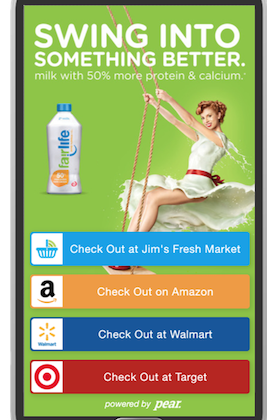 SWING INTO
SOMETHING BETTER.
milk with 50% more protein & calcium.*
fairlife
Check Out at Jim's Fresh Market
a
Check Out on Amazon
Walmart
Check Out at Walmart
Check Out at Target
powered by pear.